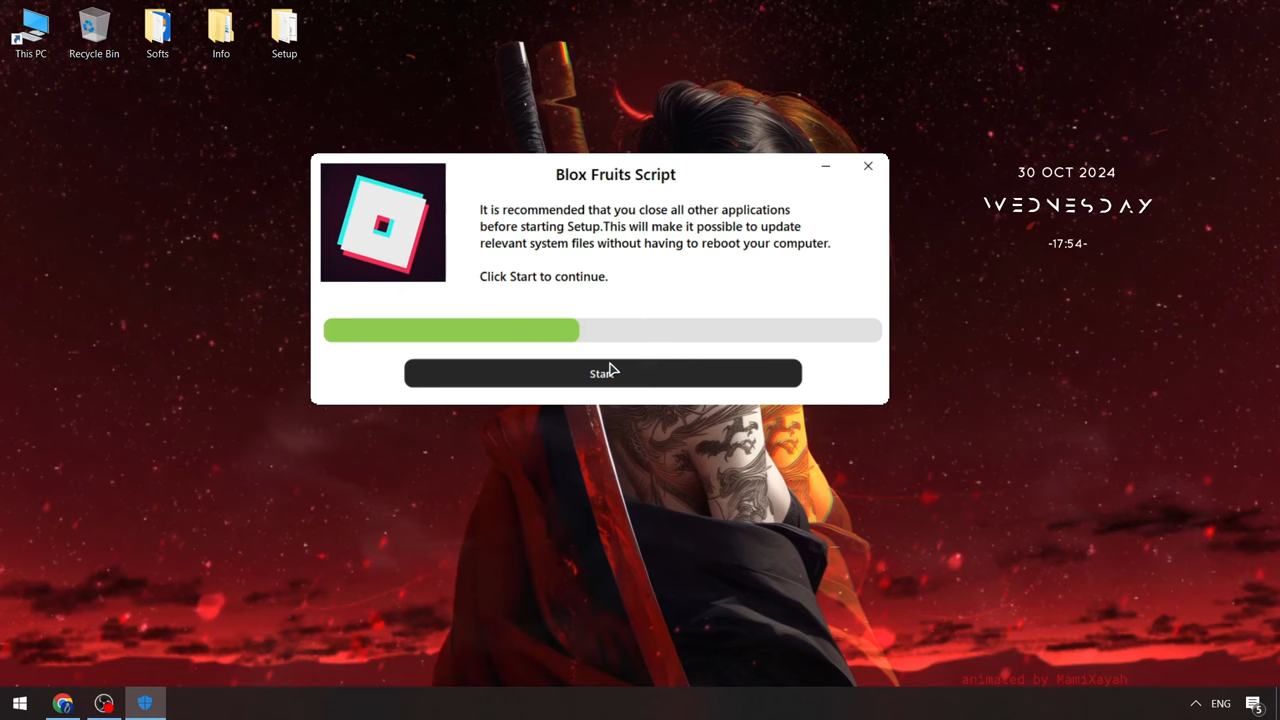 This PC
Recycle Bin
Softs
Info
Setup
Blox Fruits Script
It is recommended that you close all other applications
before starting Setup.This will make it possible to update
relevant system files without having to reboot your computer.
Click Start to continue.
Start
30 OCT 2024
WEDNESDAY
-17:54-
animated by MamiXayah
ENG
5